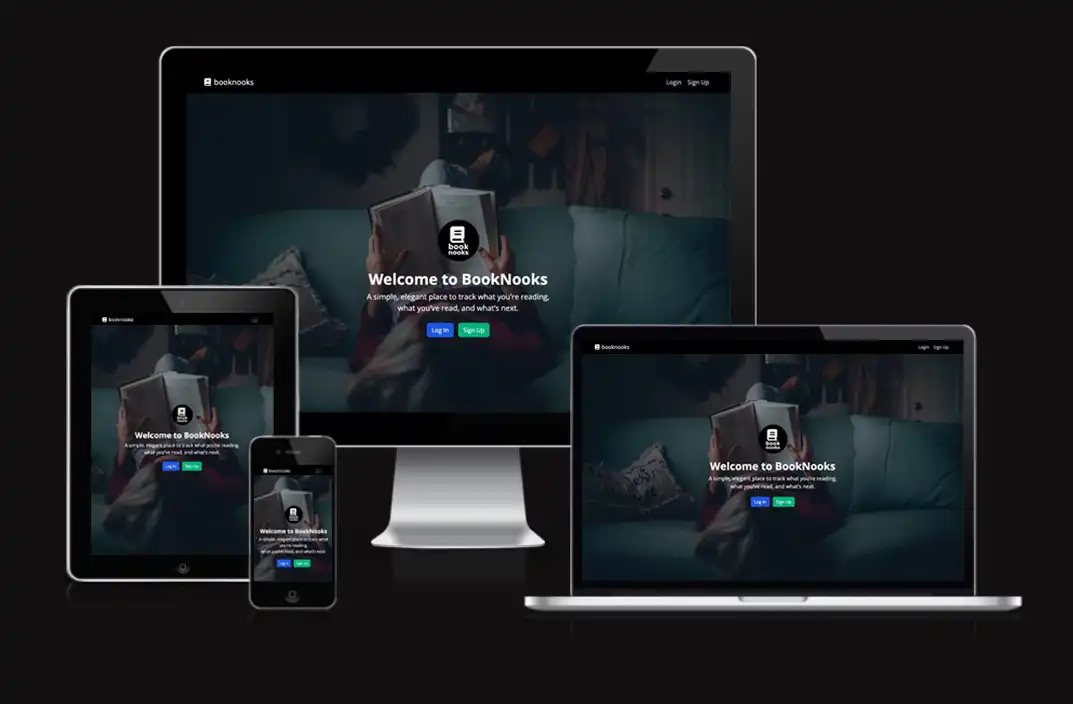 booknooks
Login Sign Up
book
nooks
Welcome to BookNooks
A simple, elegant place to track what you're reading,
what you've read, and what's next.
Log In Sign Up
booknooks
book
nooks
Welcome to BookNooks
A simple, elegant place to track what you're reading,
what you've read, and what's next.
Log In Sign Up
booknooks
Welcome to BookNooks
A simple, elegant place to track what
you're reading,
what you've read, and what's next.
Log In Sign Up
booknooks
Login Sign Up
book
nooks
Welcome to BookNooks
A simple, elegant place to track what you're reading,
what you've read, and what's next.
Log In Sign Up